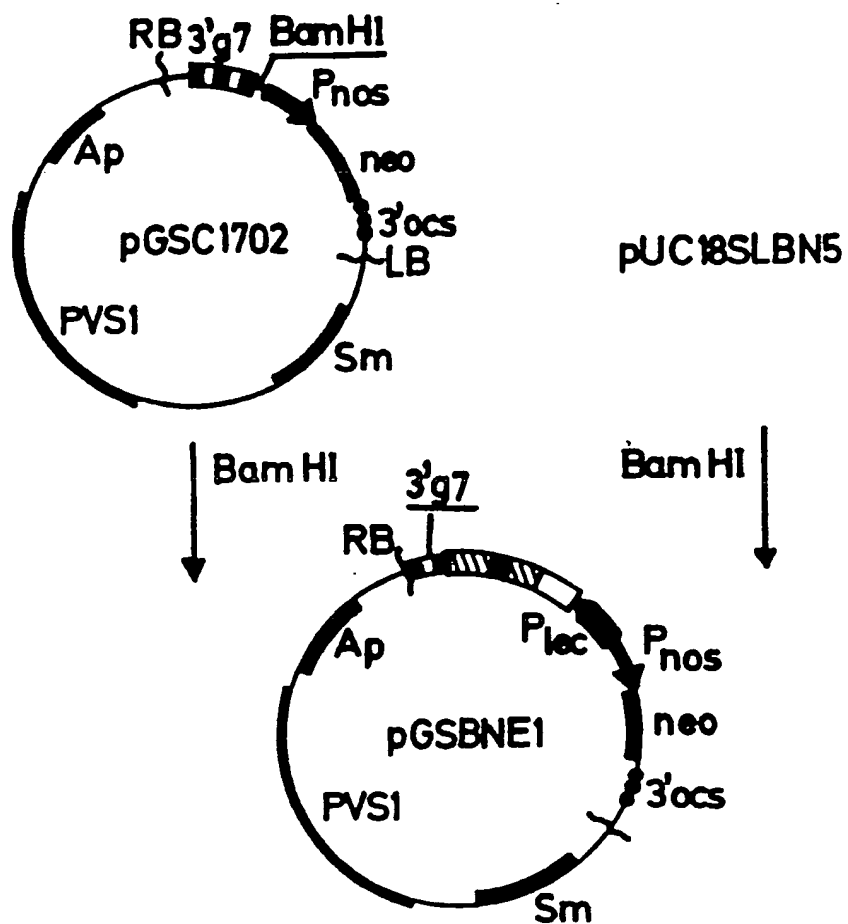 RB 3'g7 BamHI
Pnos
Ap
neo
3'ocs
pGSC1702
pUC18SLBN5
LB
PVS1
Sm
BamHI
BamHI
3'g7
RB
Ap
Plec
Pnos
pGSBNE1
neo
PVS1
3'ocs
Sm